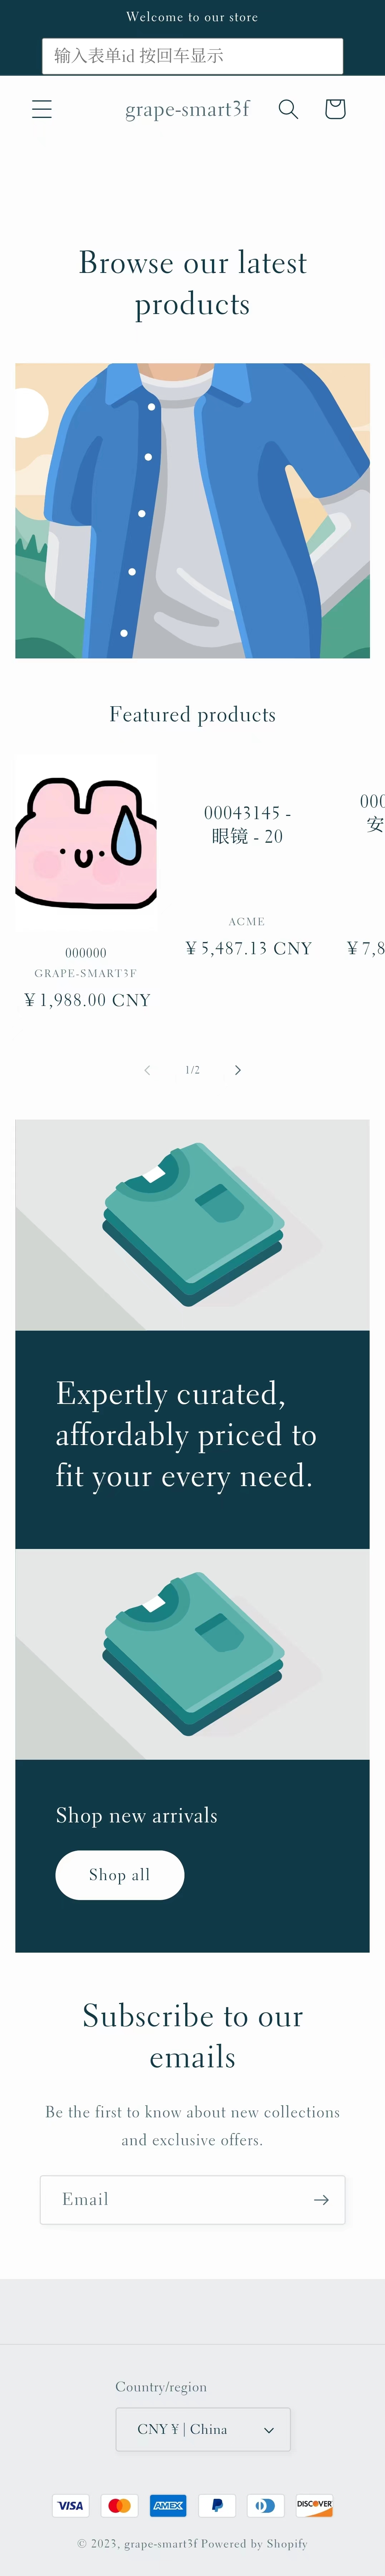 Welcome to our store
输入表单id 按回车显示
grape-smart3f
Browse our latest
products
Featured products
000000
GRAPE-SMART3F
¥ 1,988.00 CNY
00043145 -
眼镜 - 20
ACME
¥ 5,487.13 CNY
000
安
¥ 7,8
1/2
Expertly curated,
affordably priced to
fit your every need.
Shop new arrivals
Shop all
Subscribe to our
emails
Be the first to know about new collections
and exclusive offers.
Email
Country/region
CNY ¥ | China
VISA
AMEX
DISCOVER
© 2023, grape-smart3f Powered by Shopify